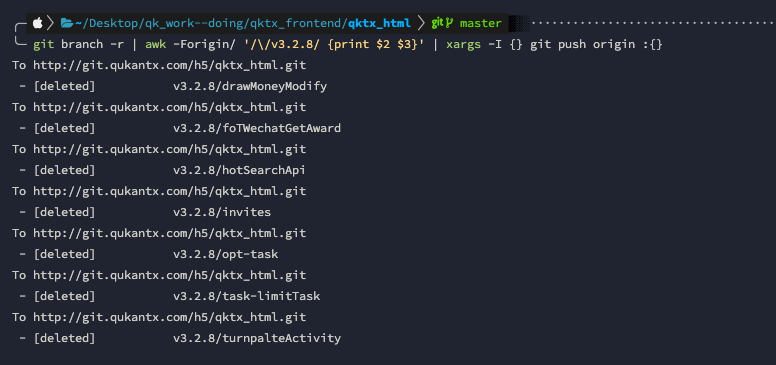 ~/Desktop/qk_work--doing/qktx_frontend/qktx_html git master
git branch -r | awk -Forigin/ '/\/v3.2.8/ {print $2 $3}' | xargs -I {} git push origin :{}
To http://git.qukantx.com/h5/qktx_html.git
 - [deleted]           v3.2.8/drawMoneyModify
To http://git.qukantx.com/h5/qktx_html.git
 - [deleted]           v3.2.8/foTWechatGetAward
To http://git.qukantx.com/h5/qktx_html.git
 - [deleted]           v3.2.8/hotSearchApi
To http://git.qukantx.com/h5/qktx_html.git
 - [deleted]           v3.2.8/invites
To http://git.qukantx.com/h5/qktx_html.git
 - [deleted]           v3.2.8/opt-task
To http://git.qukantx.com/h5/qktx_html.git
 - [deleted]           v3.2.8/task-limitTask
To http://git.qukantx.com/h5/qktx_html.git
 - [deleted]           v3.2.8/turnpalteActivity